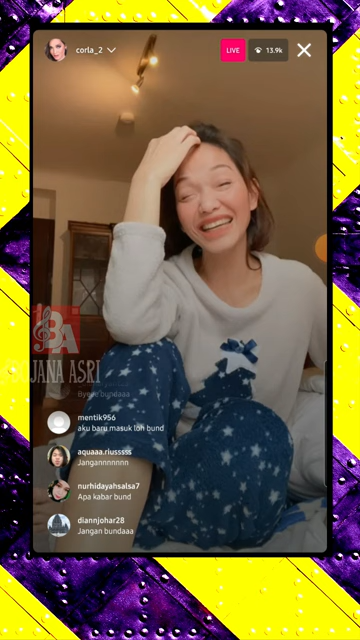 corla_2
LIVE
13.9k
BA
JANA ASRI
mentik956
aku baru masuk loh bund
aquaaa.riusssss
Jangannnnnnn
nurhidayahsalsa7
Apa kabar bund
diannjohar28
Jangan bundaaa